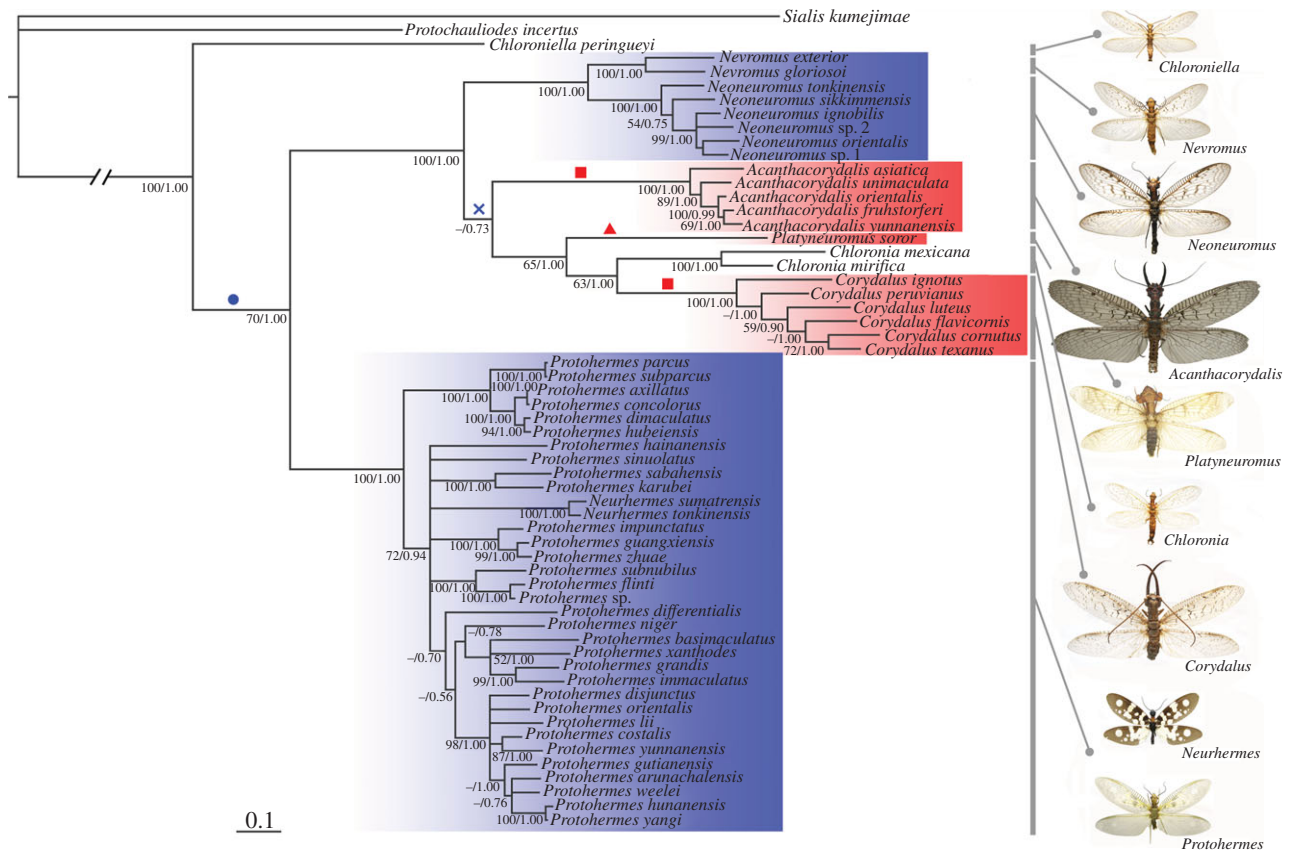 Sialis kumejimae
Protochauliodes incertus
Chloroniella peringueyi
Nevromus exterior
100/1.00
Nevromus gloriosoi
100/1.00
Neoneuromus tonkinensis
100/1.00
Neoneuromus sikkimmensis
54/0.75
Neoneuromus ignobilis
Neoneuromus sp. 2
99/1.00
Neoneuromus orientalis
Neoneuromus sp. 1
100/1.00
Acanthacorydalis asiatica
100/1.00
Acanthacorydalis unimaculata
89/1.00
Acanthacorydalis orientalis
100/0.99
Acanthacorydalis fruhstorferi
69/1.00
Acanthacorydalis yunnanensis
100/1.00
–/0.73
Platyneuromus soror
65/1.00
Chloronia mexicana
100/1.00
Chloronia mirifica
63/1.00
Corydalus ignotus
100/1.00
Corydalus peruvianus
–/1.00
Corydalus luteus
59/0.90
Corydalus flavicornis
–/1.00
Corydalus cornutus
72/1.00
Corydalus texanus
70/1.00
Protohermes parcus
100/1.00
Protohermes subparcus
100/1.00
100/1.00
Protohermes axillatus
Protohermes concolorus
100/1.00
Protohermes dimaculatus
94/1.00
Protohermes hubeiensis
Protohermes hainanensis
Protohermes sinuolatus
100/1.00
Protohermes sabahensis
100/1.00
Protohermes karubei
Neurhermes sumatrensis
100/1.00
Neurhermes tonkinensis
Protohermes impunctatus
100/1.00
Protohermes guangxiensis
72/0.94
99/1.00
Protohermes zhuae
Protohermes subnubilus
100/1.00
Protohermes flinti
100/1.00
Protohermes sp.
Protohermes differentialis
Protohermes niger
–/0.78
Protohermes basimaculatus
–/0.70
52/1.00
Protohermes xanthodes
Protohermes grandis
99/1.00
Protohermes immaculatus
–/0.56
Protohermes disjunctus
Protohermes orientalis
Protohermes lii
Protohermes costalis
98/1.00
87/1.00
Protohermes yunnanensis
Protohermes gutianensis
–/1.00
Protohermes arunachalensis
Protohermes weelei
–/0.76
Protohermes hunanensis
100/1.00
Protohermes yangi
0.1
Chloroniella
Nevromus
Neoneuromus
Acanthacorydalis
Platyneuromus
Chloronia
Corydalus
Neurhermes
Protohermes